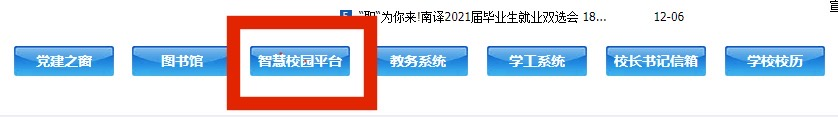 "职"为你来!南译2021届毕业生就业双选会 18... 12-06
党建之窗 图书馆 智慧校园平台 教务系统 学工系统 校长书记信箱 学校校历